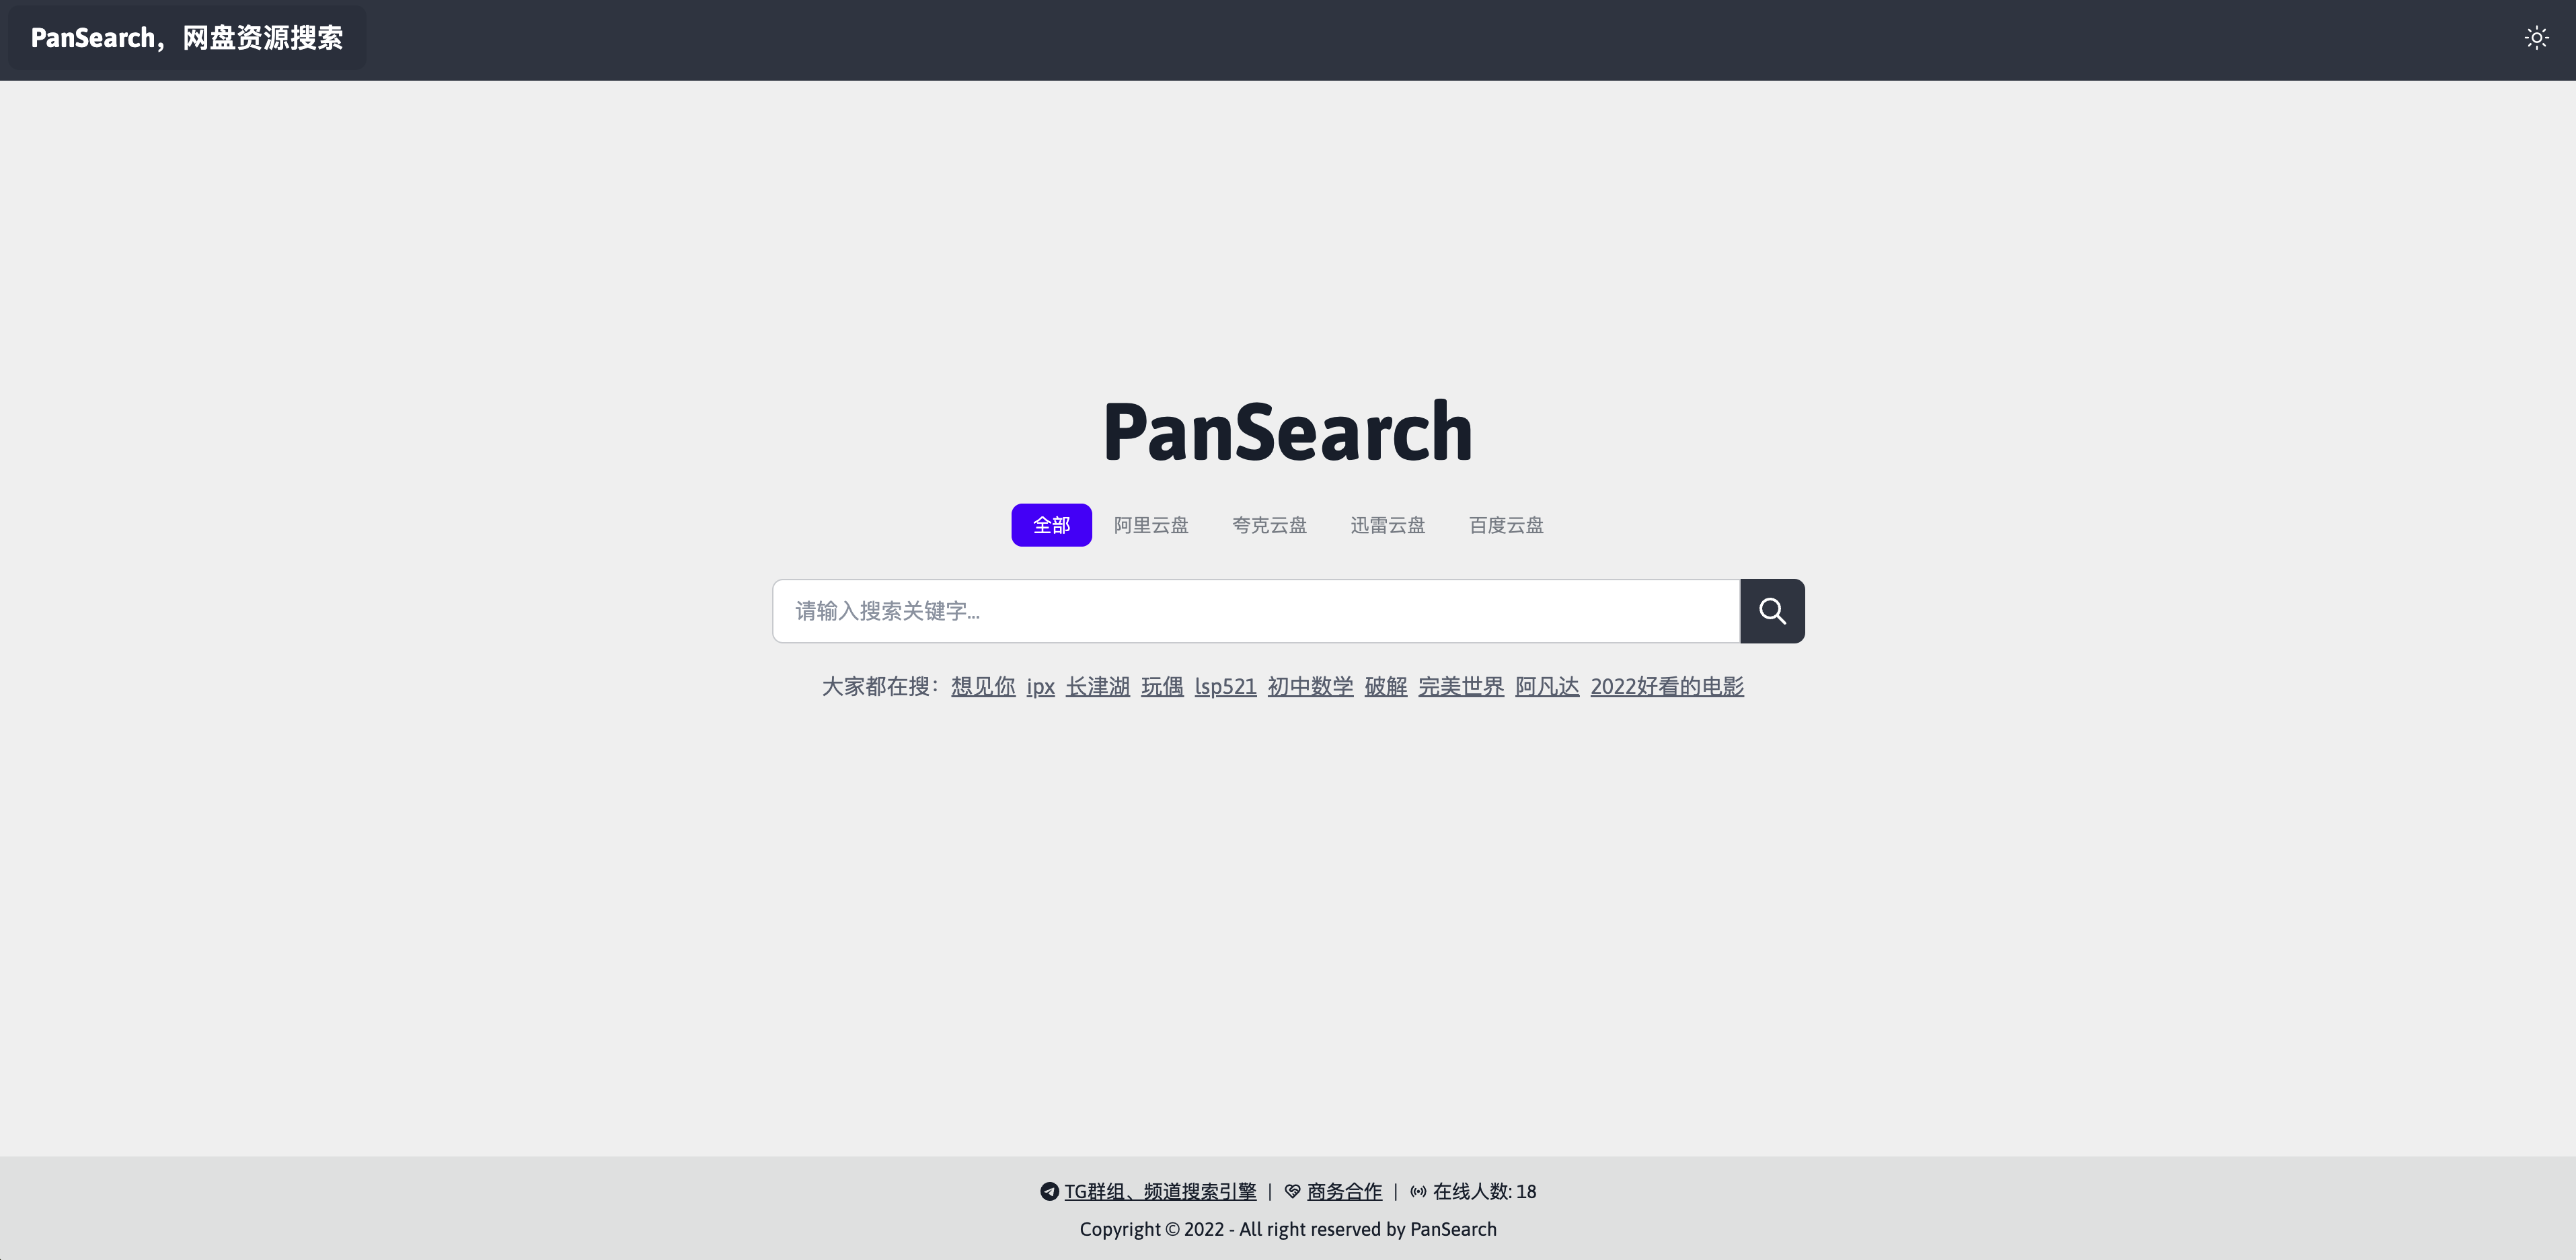 PanSearch，网盘资源搜索
PanSearch
全部 阿里云盘 夸克云盘 迅雷云盘 百度云盘
请输入搜索关键字...
大家都在搜：想见你 ipx 长津湖 玩偶 lsp521 初中数学 破解 完美世界 阿凡达 2022好看的电影
TG群组、频道搜索引擎 | 商务合作 | 在线人数: 18
Copyright © 2022 - All right reserved by PanSearch